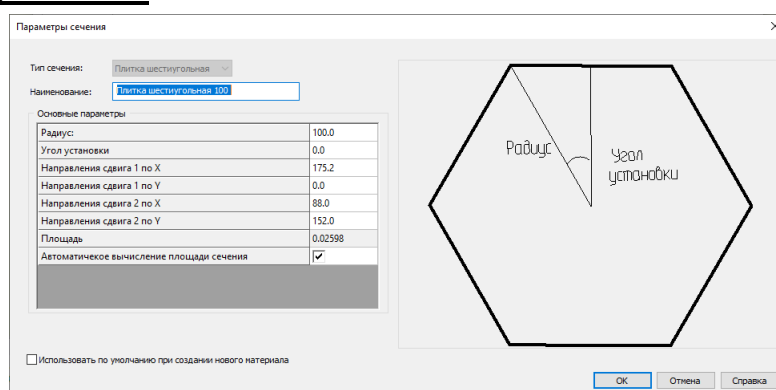 Параметры сечения
Тип сечения: Плитка шестиугольная
Наименование: Плитка шестиугольная 100
Основные параметры
Радиус: 100.0
Угол установки 0.0
Направления сдвига 1 по X 175.2
Направления сдвига 1 по Y 0.0
Направления сдвига 2 по X 88.0
Направления сдвига 2 по Y 152.0
Площадь 0.02598
Автоматичекое вычисление площади сечения
Радиус
Угол
установки
Использовать по умолчанию при создании нового материала
ОК Отмена Справка